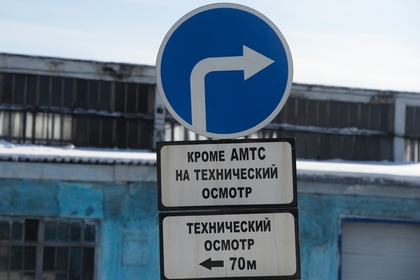 КРОМЕ АМТС
НА ТЕХНИЧЕСКИЙ
ОСМОТР
ТЕХНИЧЕСКИЙ
ОСМОТР
← 70м